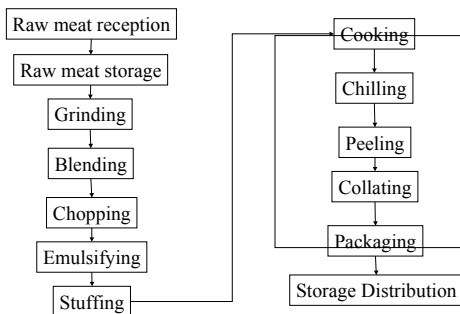 Raw meat reception
Raw meat storage
Grinding
Blending
Chopping
Emulsifying
Stuffing
Cooking
Chilling
Peeling
Collating
Packaging
Storage Distribution